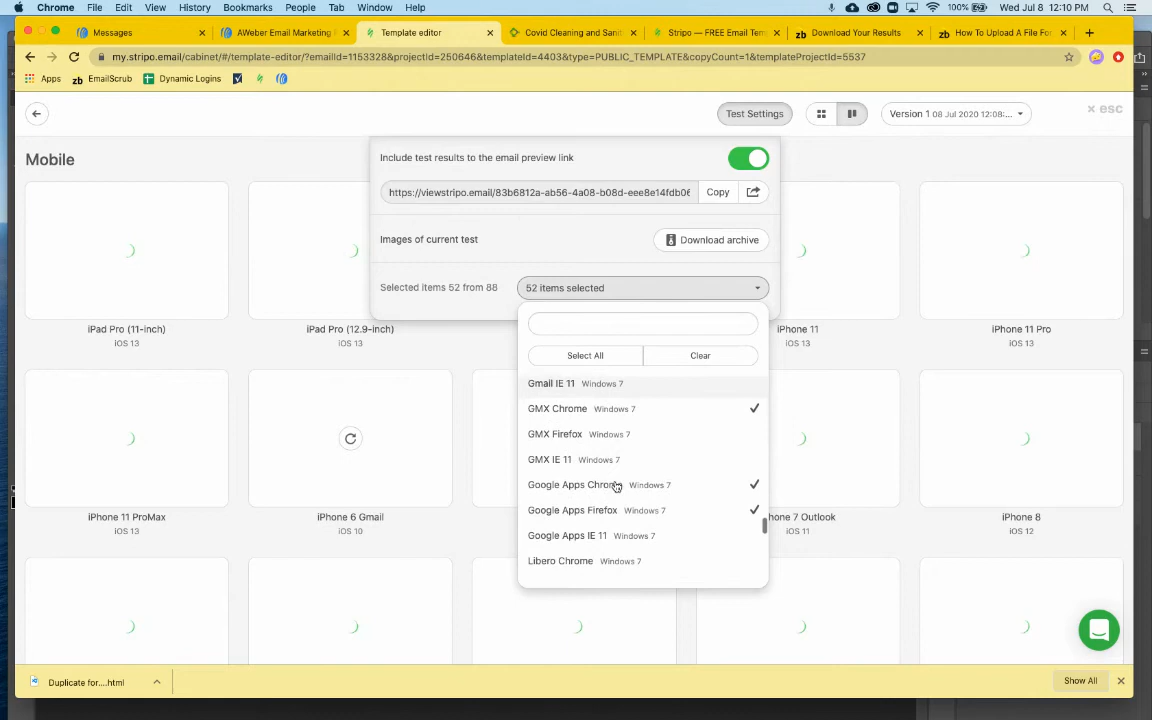 Chrome File Edit View History Bookmarks People Tab Window Help 100% Wed Jul 8 12:10 PM
Messages × AWeber Email Marketing × Template editor × Covid Cleaning and Sanit × Stripo — FREE Email Temp × zb Download Your Results × zb How To Upload A File For ×
my.stripo.email/cabinet/#/template-editor/?emailId=1153328&projectId=250646&templateId=4403&type=PUBLIC_TEMPLATE&copyCount=1&templateProjectId=5537
Apps zb EmailScrub Dynamic Logins
Test Settings Version 1 08 Jul 2020 12:08:... × esc
Mobile
Include test results to the email preview link
https://viewstripo.email/83b6812a-ab56-4a08-b08d-eee8e14fdb06 Copy
Images of current test Download archive
Selected items 52 from 88 52 items selected
iPad Pro (11-inch) iPad Pro (12.9-inch) iPhone 11 iPhone 11 Pro
iOS 13 iOS 13 iOS 13 iOS 13
Select All Clear
Gmail IE 11 Windows 7
GMX Chrome Windows 7
GMX Firefox Windows 7
GMX IE 11 Windows 7
Google Apps Chrome Windows 7
Google Apps Firefox Windows 7
Google Apps IE 11 Windows 7
Libero Chrome Windows 7
iPhone 11 ProMax iPhone 6 Gmail hone 7 Outlook iPhone 8
iOS 13 iOS 10 iOS 11 iOS 12
Duplicate for....html Show All ×